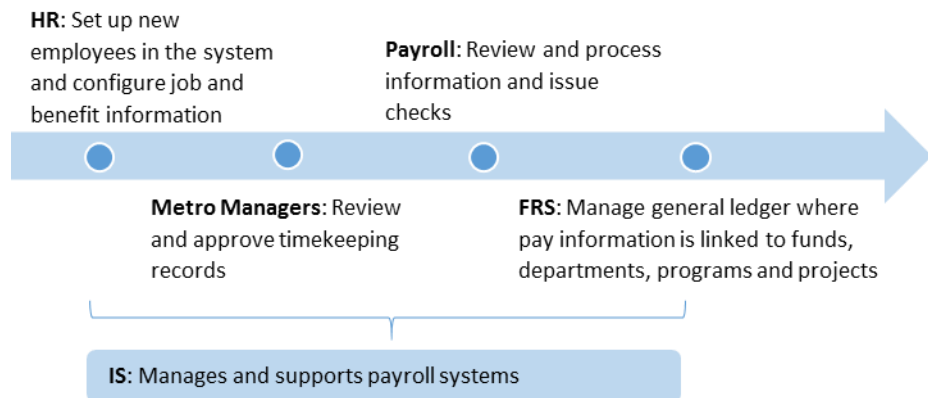 HR: Set up new
employees in the system
and configure job and
benefit information
Payroll: Review and process
information and issue
checks
Metro Managers: Review
and approve timekeeping
records
FRS: Manage general ledger where
pay information is linked to funds,
departments, programs and projects
IS: Manages and supports payroll systems